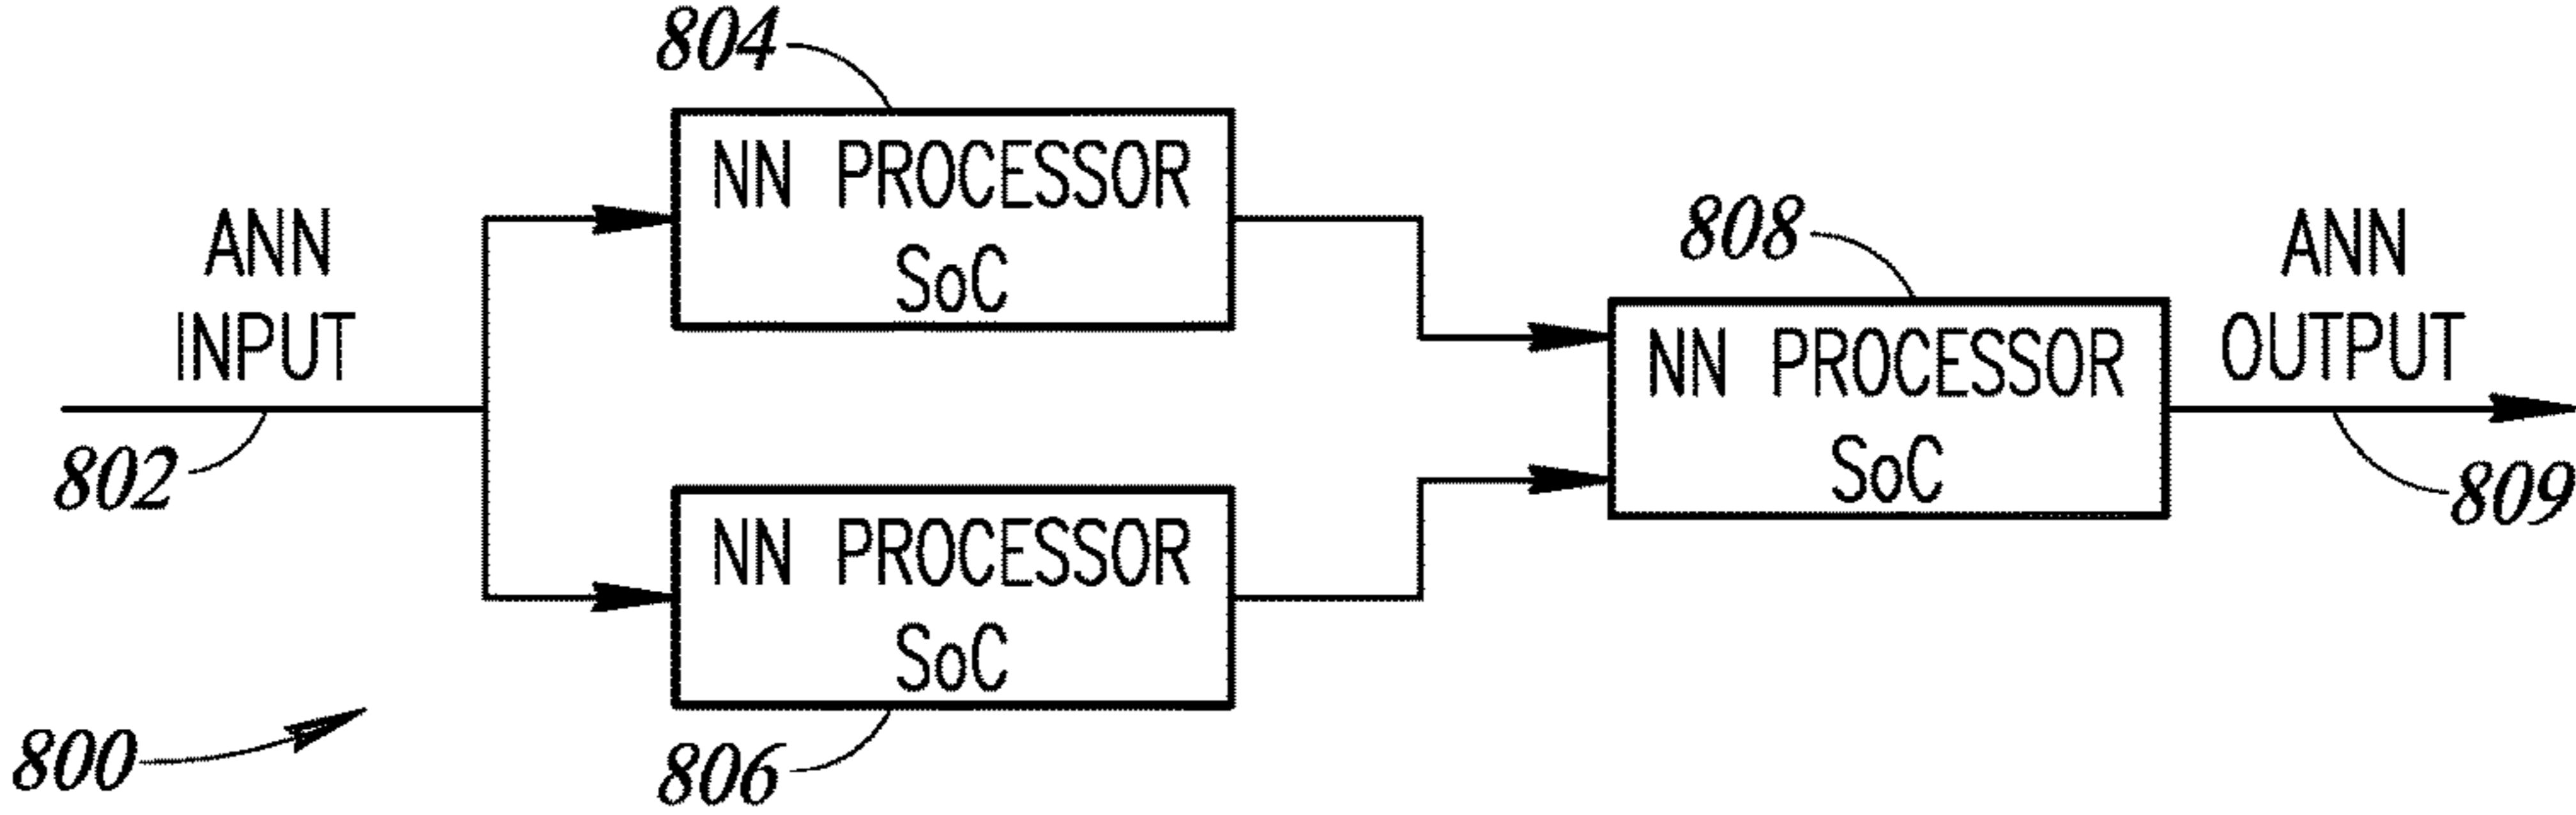 804
NN PROCESSOR
SoC
ANN
INPUT
802
808
NN PROCESSOR
SoC
ANN
OUTPUT
809
NN PROCESSOR
SoC
806
800